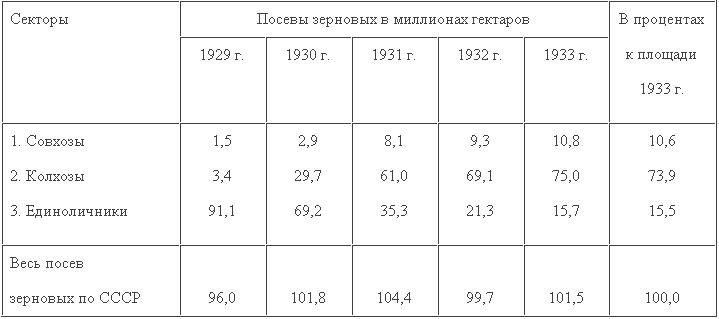 Секторы Посевы зерновых в миллионах гектаров В процентах
1929 г. 1930 г. 1931 г. 1932 г. 1933 г. к площади
1933 г.
1. Совхозы 1,5 2,9 8,1 9,3 10,8 10,6
2. Колхозы 3,4 29,7 61,0 69,1 75,0 73,9
3. Единоличники 91,1 69,2 35,3 21,3 15,7 15,5
Весь посев
зерновых по СССР 96,0 101,8 104,4 99,7 101,5 100,0